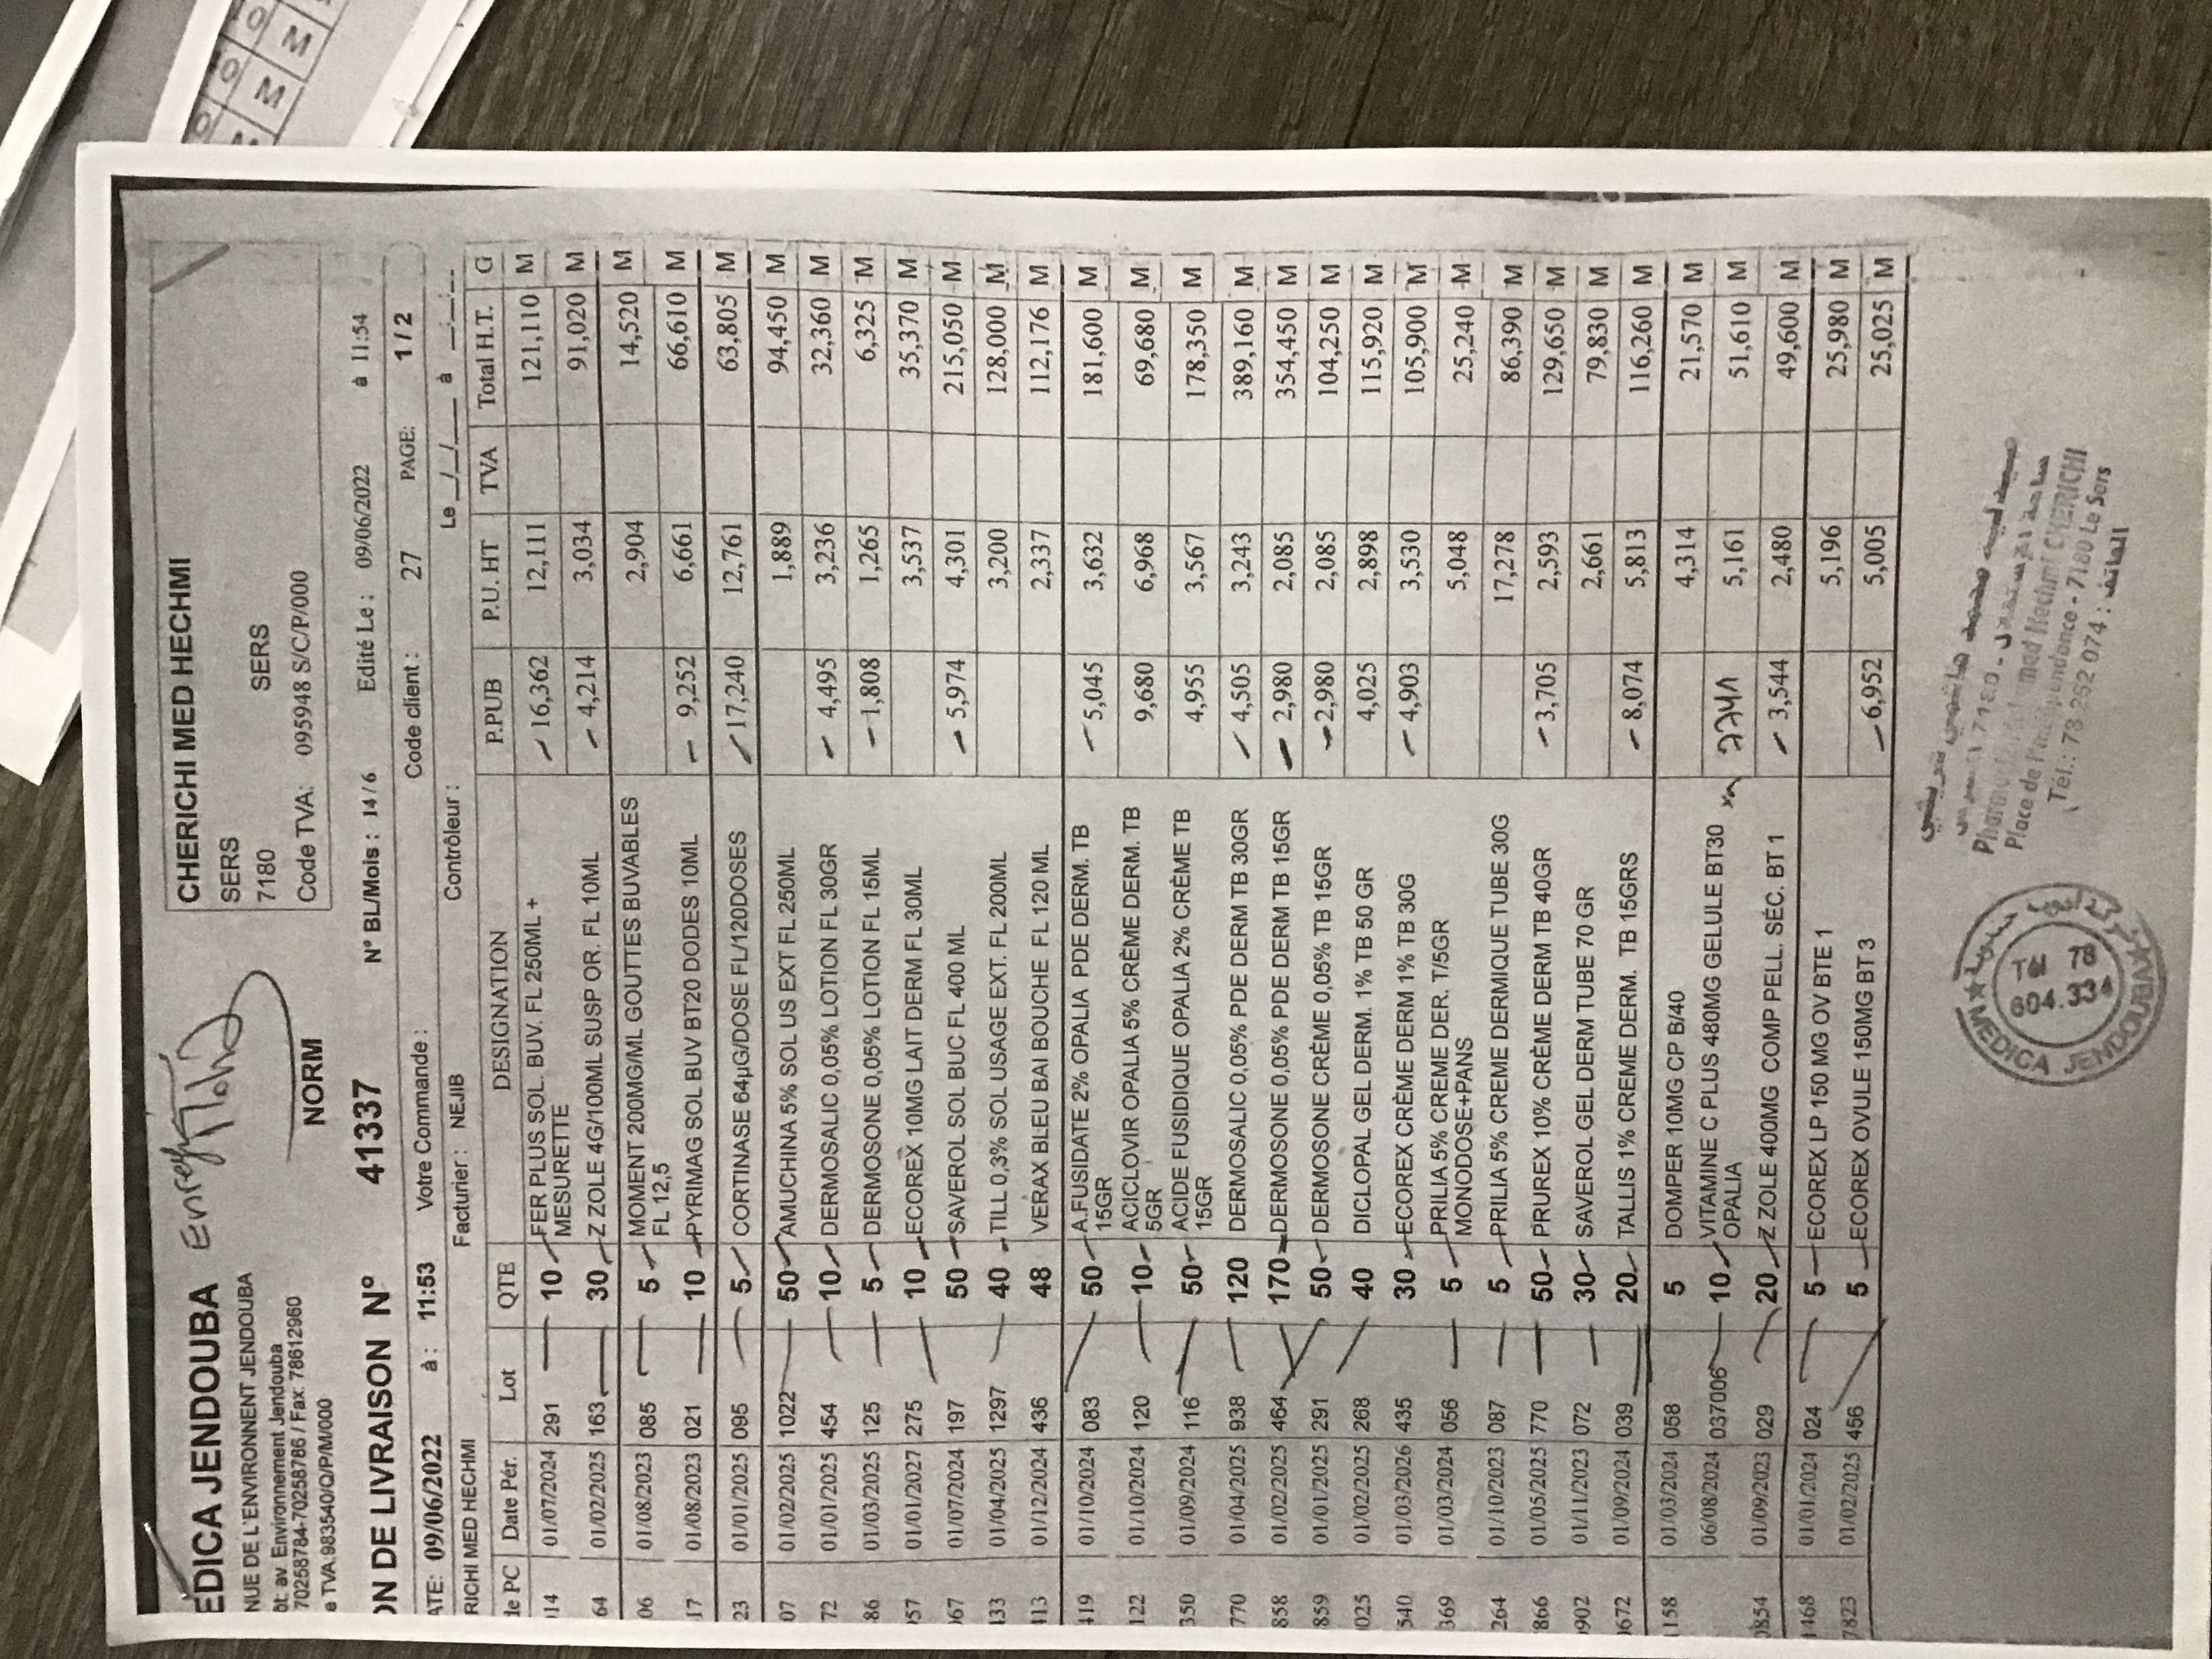 EDICA JENDOUBA
NUE DE L'ENVIRONNENT JENDOUBA
ôt: av. Environnement Jendouba
70258784-70258786 / Fax: 78612960
e TVA:983540/Q/P/M/000
NORM
CHERICHI MED HECHMI
SERS
7180 SERS
Code TVA: 095948 S/C/P/000
ON DE LIVRAISON N° 41337 N° BL/Mois : 14 / 6 Edité Le : 09/06/2022 à 11:54
ATE: 09/06/2022 à : 11:53 Votre Commande : Code client : 27 PAGE: 1 / 2
RICHI MED HECHMI Facturier : NEJIB Contrôleur : Le __/__/____ à __:__:__
de PC Date Pér. Lot QTE DESIGNATION P.PUB P.U. HT TVA Total H.T. G
014 01/07/2024 291 10 FER PLUS SOL. BUV. FL 250ML + MESURETTE 16,362 12,111 121,110 M
64 01/02/2025 163 30 Z ZOLE 4G/100ML SUSP OR. FL 10ML 4,214 3,034 91,020 M
06 01/08/2023 085 5 MOMENT 200MG/ML GOUTTES BUVABLES FL 12,5 2,904 14,520 M
17 01/08/2023 021 10 PYRIMAG SOL BUV BT20 DODES 10ML 9,252 6,661 66,610 M
23 01/01/2025 095 5 CORTINASE 64µG/DOSE FL/120DOSES 17,240 12,761 63,805 M
07 01/02/2025 1022 50 AMUCHINA 5% SOL US EXT FL 250ML 1,889 94,450 M
72 01/01/2025 454 10 DERMOSALIC 0,05% LOTION FL 30GR 4,495 3,236 32,360 M
86 01/03/2025 125 5 DERMOSONE 0,05% LOTION FL 15ML 1,808 1,265 6,325 M
957 01/01/2027 275 10 ECOREX 10MG LAIT DERM FL 30ML 3,537 35,370 M
067 01/07/2024 197 50 SAVEROL SOL BUC FL 400 ML 5,974 4,301 215,050 M
433 01/04/2025 1297 40 TILL 0,3% SOL USAGE EXT. FL 200ML 3,200 128,000 M
413 01/12/2024 436 48 VERAX BLEU BAI BOUCHE FL 120 ML 2,337 112,176 M
419 01/10/2024 083 50 A.FUSIDATE 2% OPALIA PDE DERM. TB 15GR 5,045 3,632 181,600 M
122 01/10/2024 120 10 ACICLOVIR OPALIA 5% CRÈME DERM. TB 5GR 9,680 6,968 69,680 M
350 01/09/2024 116 50 ACIDE FUSIDIQUE OPALIA 2% CRÈME TB 15GR 4,955 3,567 178,350 M
770 01/04/2025 938 120 DERMOSALIC 0,05% PDE DERM TB 30GR 4,505 3,243 389,160 M
858 01/02/2025 464 170 DERMOSONE 0,05% PDE DERM TB 15GR 2,980 2,085 354,450 M
859 01/01/2025 291 50 DERMOSONE CRÈME 0,05% TB 15GR 2,980 2,085 104,250 M
025 01/02/2025 268 40 DICLOPAL GEL DERM. 1% TB 50 GR 4,025 2,898 115,920 M
540 01/03/2026 435 30 ECOREX CRÈME DERM 1% TB 30G 4,903 3,530 105,900 M
369 01/03/2024 056 5 PRILIA 5% CREME DER. T/5GR MONODOSE+PANS 5,048 25,240 M
264 01/10/2023 087 5 PRILIA 5% CREME DERMIQUE TUBE 30G 17,278 86,390 M
866 01/05/2025 770 50 PRUREX 10% CRÈME DERM TB 40GR 3,705 2,593 129,650 M
0902 01/11/2023 072 30 SAVEROL GEL DERM TUBE 70 GR 2,661 79,830 M
0672 01/09/2024 039 20 TALLIS 1% CREME DERM. TB 15GRS 8,074 5,813 116,260 M
1158 01/03/2024 058 5 DOMPER 10MG CP B/40 4,314 21,570 M
06/08/2024 037006 10 VITAMINE C PLUS 480MG GELULE BT30 OPALIA 7741 5,161 51,610 M
0854 01/09/2023 029 20 Z ZOLE 400MG COMP PELL. SÉC. BT 1 3,544 2,480 49,600 M
1468 01/01/2024 024 5 ECOREX LP 150 MG OV BTE 1 5,196 25,980 M
7823 01/02/2025 456 5 ECOREX OVULE 150MG BT 3 6,952 5,005 25,025 M
MEDICA JENDOUBA
Tél 78
604.334
7180
Mohamed Hechmi CHERICHI
Place de l'Indépendance - 7180 Le Sers
Tél.: 78 252 074 : الهاتف